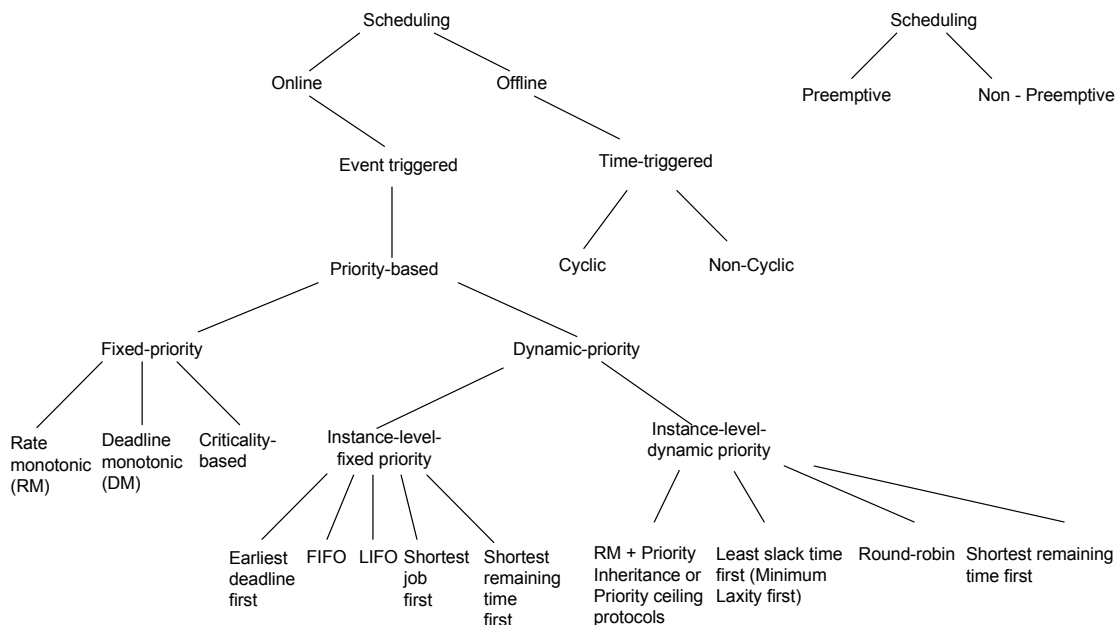 Scheduling
Scheduling
Online
Offline
Preemptive
Non - Preemptive
Event triggered
Time-triggered
Cyclic
Non-Cyclic
Priority-based
Fixed-priority
Dynamic-priority
Rate
monotonic
(RM)
Deadline
monotonic
(DM)
Criticality-
based
Instance-level-
fixed priority
Instance-level-
dynamic priority
Earliest
deadline
first
FIFO
LIFO
Shortest
job
first
Shortest
remaining
time
first
RM + Priority
Inheritance or
Priority ceiling
protocols
Least slack time
first (Minimum
Laxity first)
Round-robin
Shortest remaining
time first